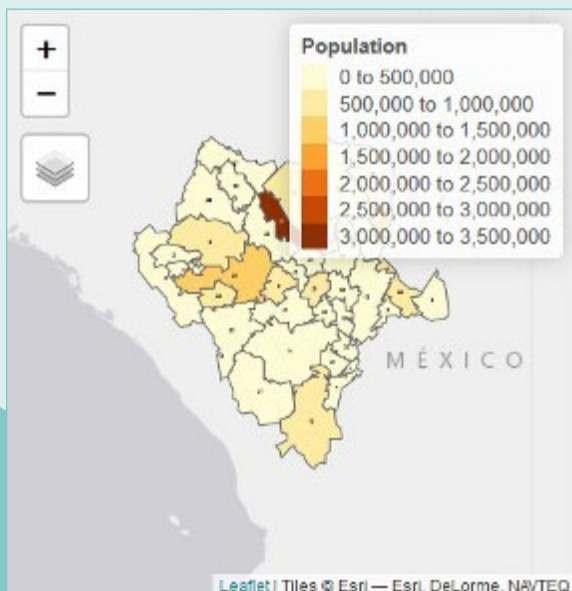 +
−
Population
0 to 500,000
500,000 to 1,000,000
1,000,000 to 1,500,000
1,500,000 to 2,000,000
2,000,000 to 2,500,000
2,500,000 to 3,000,000
3,000,000 to 3,500,000
MÉXICO
Leaflet | Tiles © Esri — Esri, DeLorme, NAVTEQ